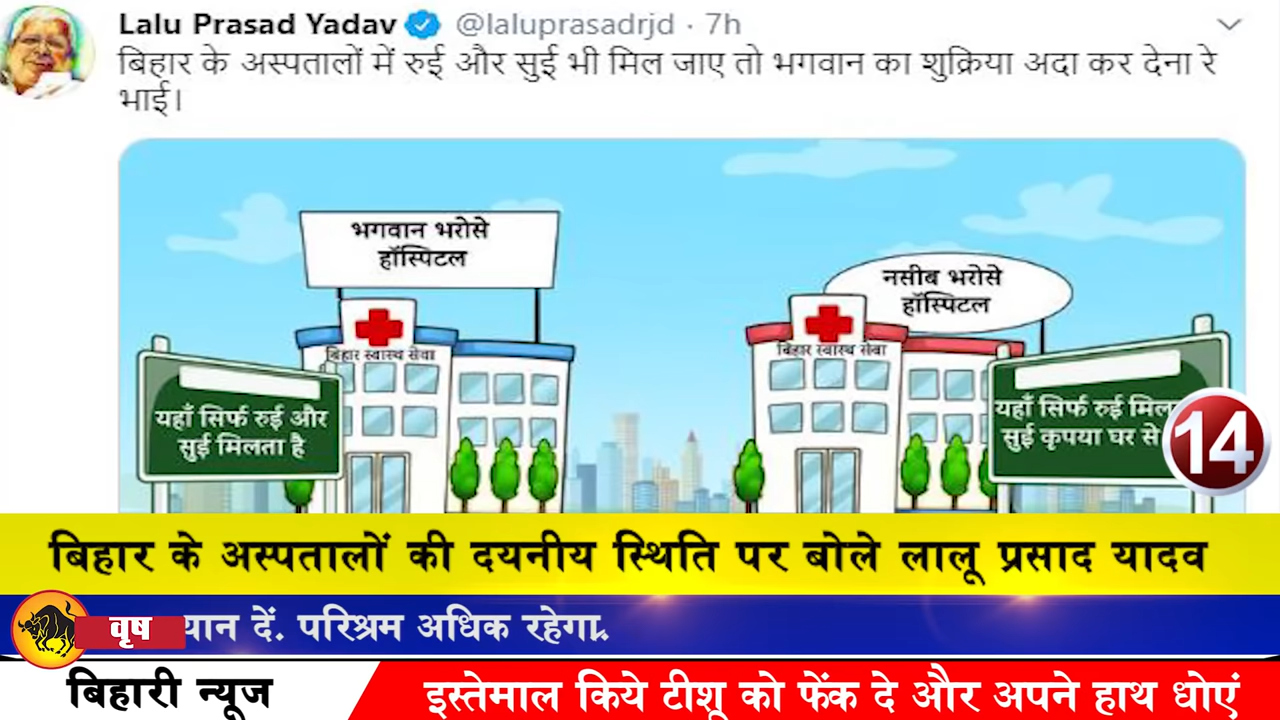 Lalu Prasad Yadav @laluprasadrjd · 7h
बिहार के अस्पतालों में रुई और सुई भी मिल जाए तो भगवान का शुक्रिया अदा कर देना रे
भाई।
भगवान भरोसे
हॉस्पिटल
नसीब भरोसे
हॉस्पिटल
बिहार स्वास्थ सेवा
बिहार स्वास्थ सेवा
यहाँ सिर्फ रुई और
सुई मिलता है
यहाँ सिर्फ रुई
सुई कृपया घर से
14
बिहार के अस्पतालों की दयनीय स्थिति पर बोले लालू प्रसाद यादव
वृष
दें. परिश्रम अधिक रहेगा.
बिहारी न्यूज
इस्तेमाल किये टीशू को फेंक दे और अपने हाथ धोएं